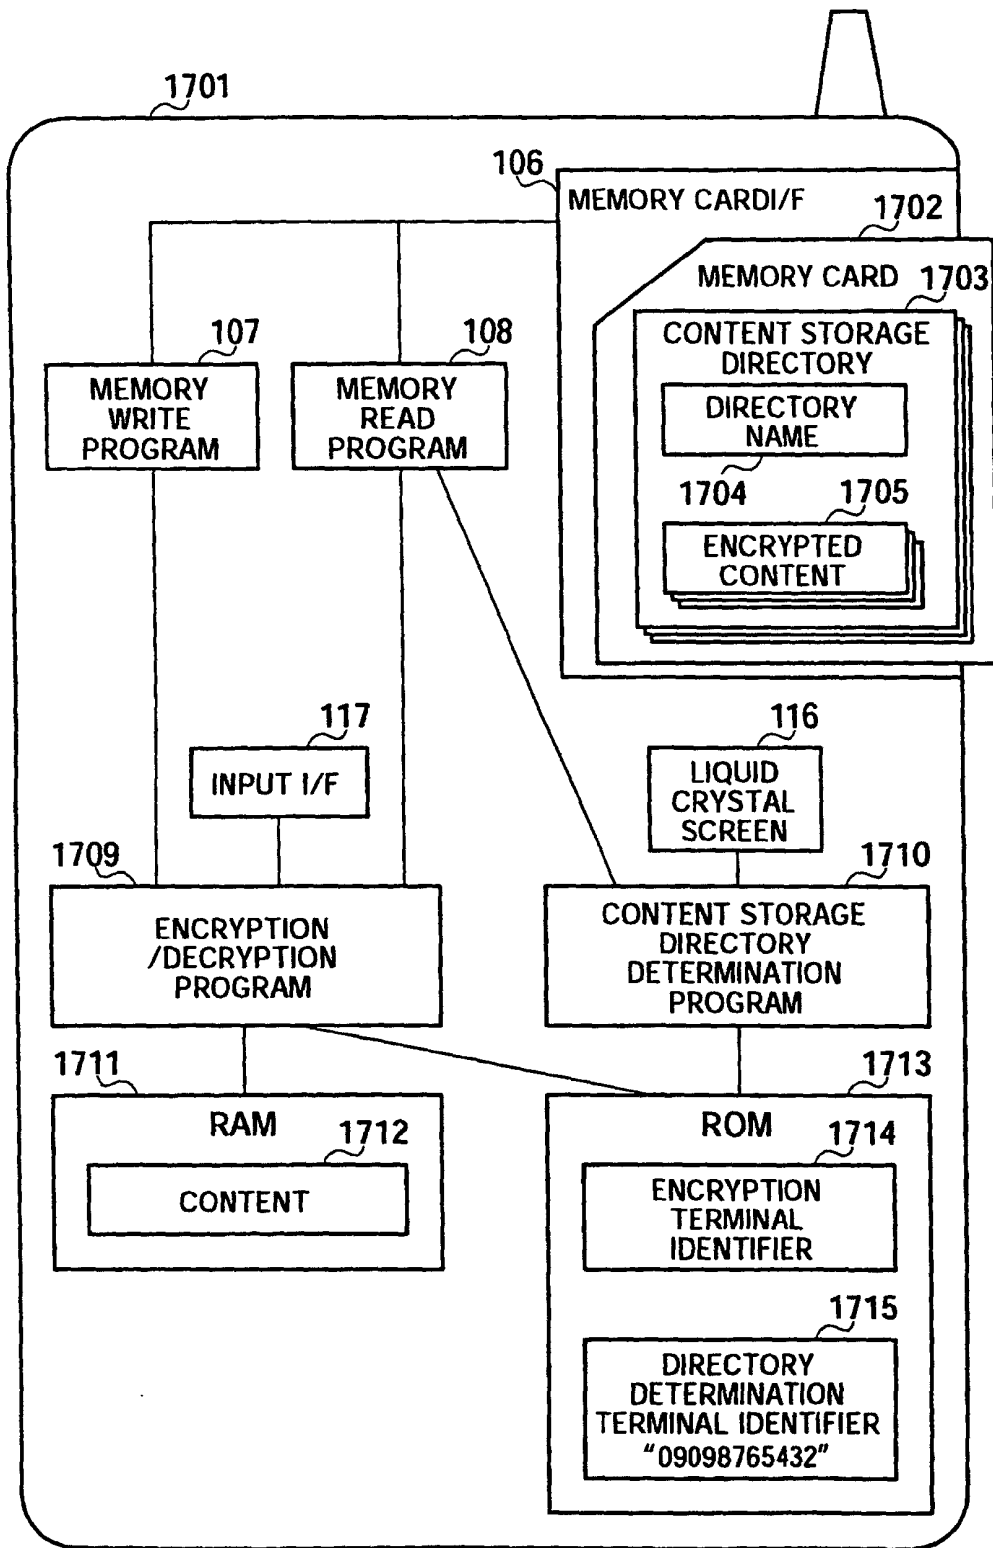 1701
106
MEMORY CARDI/F
1702
MEMORY CARD
1703
CONTENT STORAGE
DIRECTORY
DIRECTORY
NAME
1704
1705
ENCRYPTED
CONTENT
107
MEMORY
WRITE
PROGRAM
108
MEMORY
READ
PROGRAM
117
INPUT I/F
116
LIQUID
CRYSTAL
SCREEN
1709
ENCRYPTION
/DECRYPTION
PROGRAM
1710
CONTENT STORAGE
DIRECTORY
DETERMINATION
PROGRAM
1711
RAM
1712
CONTENT
1713
ROM
1714
ENCRYPTION
TERMINAL
IDENTIFIER
1715
DIRECTORY
DETERMINATION
TERMINAL IDENTIFIER
"09098765432"